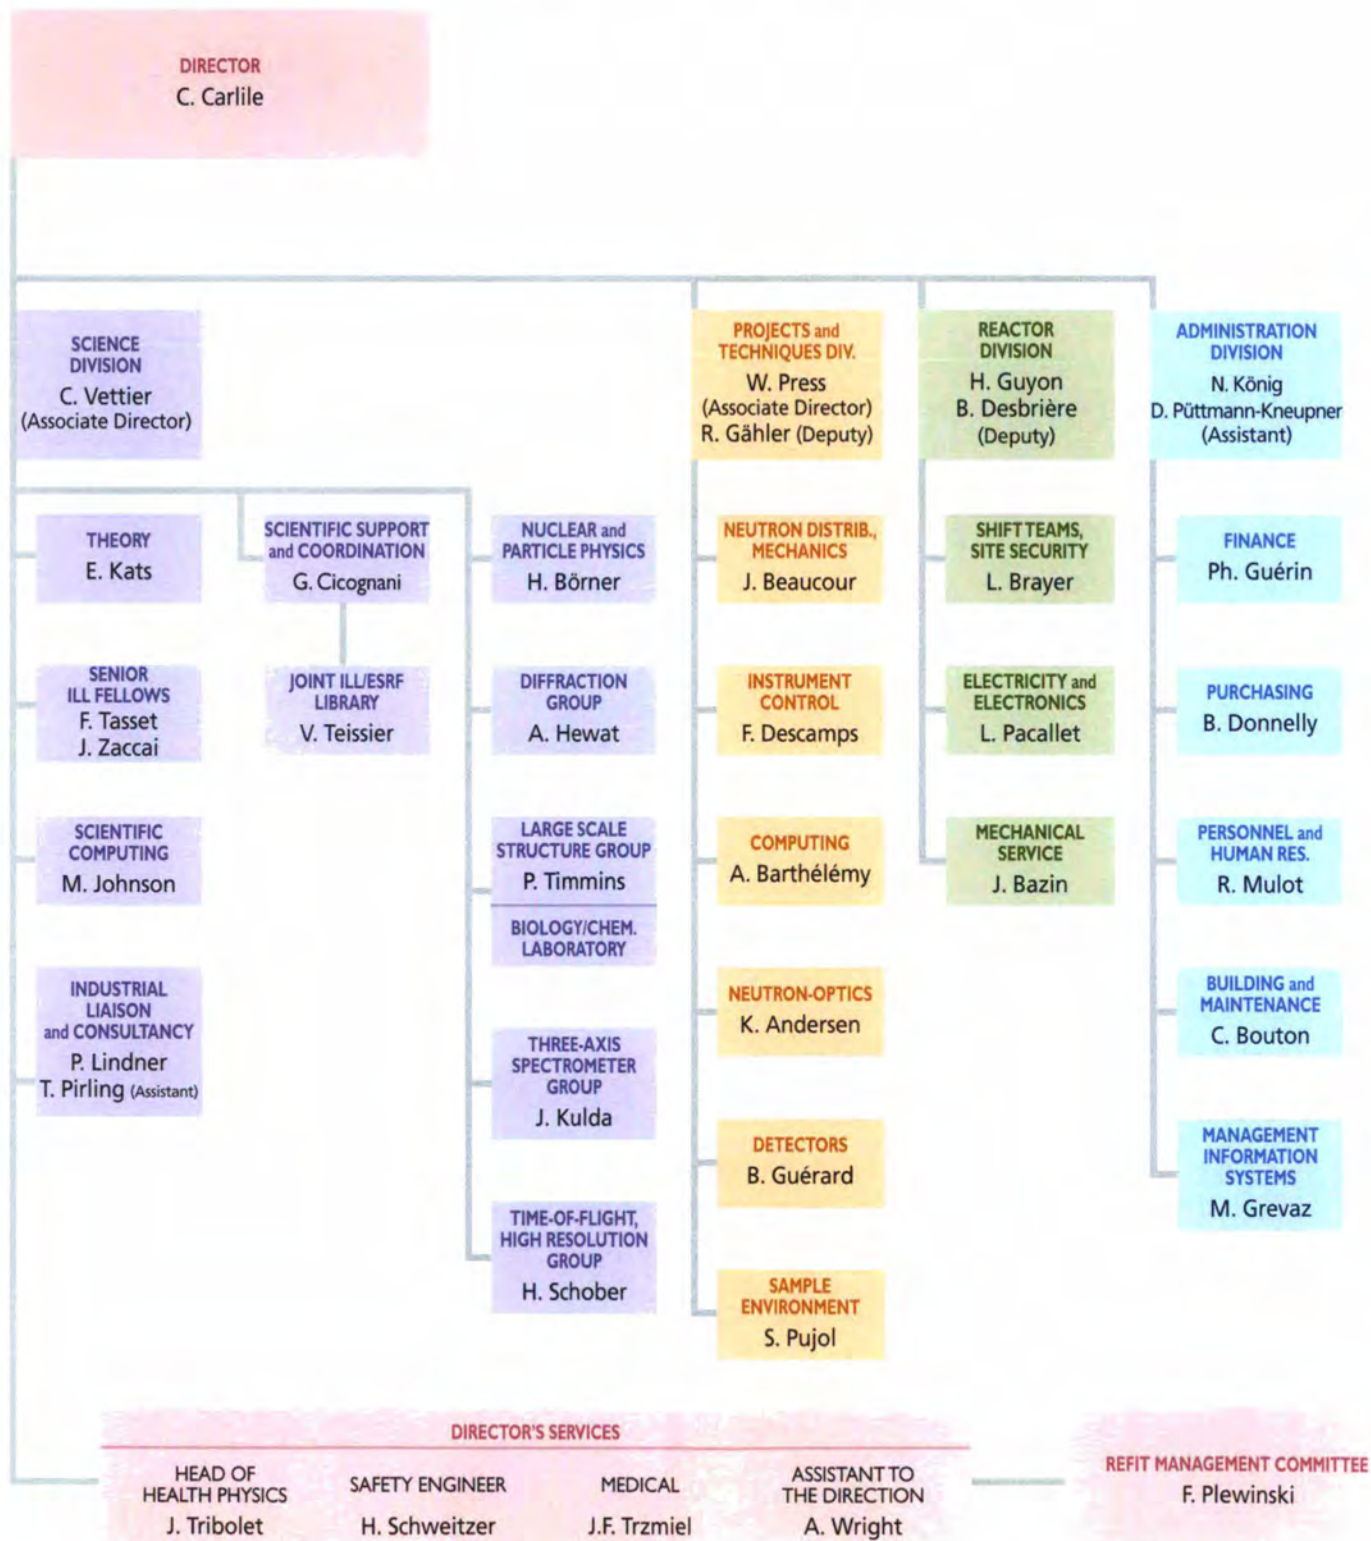 DIRECTOR
C. Carlile
SCIENCE
DIVISION
C. Vettier
(Associate Director)
PROJECTS and
TECHNIQUES DIV.
W. Press
(Associate Director)
R. Gähler (Deputy)
REACTOR
DIVISION
H. Guyon
B. Desbrière
(Deputy)
ADMINISTRATION
DIVISION
N. König
D. Püttmann-Kneupner
(Assistant)
THEORY
E. Kats
SENIOR
ILL FELLOWS
F. Tasset
J. Zaccai
SCIENTIFIC
COMPUTING
M. Johnson
INDUSTRIAL
LIAISON
and CONSULTANCY
P. Lindner
T. Pirling (Assistant)
SCIENTIFIC SUPPORT
and COORDINATION
G. Cicognani
JOINT ILL/ESRF
LIBRARY
V. Teissier
NUCLEAR and
PARTICLE PHYSICS
H. Börner
DIFFRACTION
GROUP
A. Hewat
LARGE SCALE
STRUCTURE GROUP
P. Timmins
BIOLOGY/CHEM.
LABORATORY
THREE-AXIS
SPECTROMETER
GROUP
J. Kulda
TIME-OF-FLIGHT,
HIGH RESOLUTION
GROUP
H. Schober
NEUTRON DISTRIB.,
MECHANICS
J. Beaucour
INSTRUMENT
CONTROL
F. Descamps
COMPUTING
A. Barthélémy
NEUTRON-OPTICS
K. Andersen
DETECTORS
B. Guérard
SAMPLE
ENVIRONMENT
S. Pujol
SHIFT TEAMS,
SITE SECURITY
L. Brayer
ELECTRICITY and
ELECTRONICS
L. Pacallet
MECHANICAL
SERVICE
J. Bazin
FINANCE
Ph. Guérin
PURCHASING
B. Donnelly
PERSONNEL and
HUMAN RES.
R. Mulot
BUILDING and
MAINTENANCE
C. Bouton
MANAGEMENT
INFORMATION
SYSTEMS
M. Grevaz
DIRECTOR'S SERVICES
HEAD OF
HEALTH PHYSICS
J. Tribolet
SAFETY ENGINEER
H. Schweitzer
MEDICAL
J.F. Trzmiel
ASSISTANT TO
THE DIRECTION
A. Wright
REFIT MANAGEMENT COMMITTEE
F. Plewinski